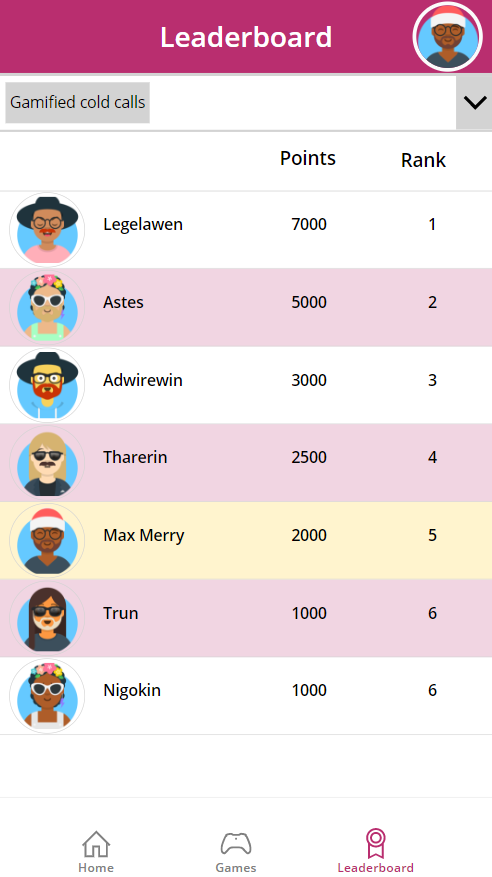 Leaderboard
Gamified cold calls
Points Rank
Legelawen 7000 1
Astes 5000 2
Adwirewin 3000 3
Tharerin 2500 4
Max Merry 2000 5
Trun 1000 6
Nigokin 1000 6
Home Games Leaderboard